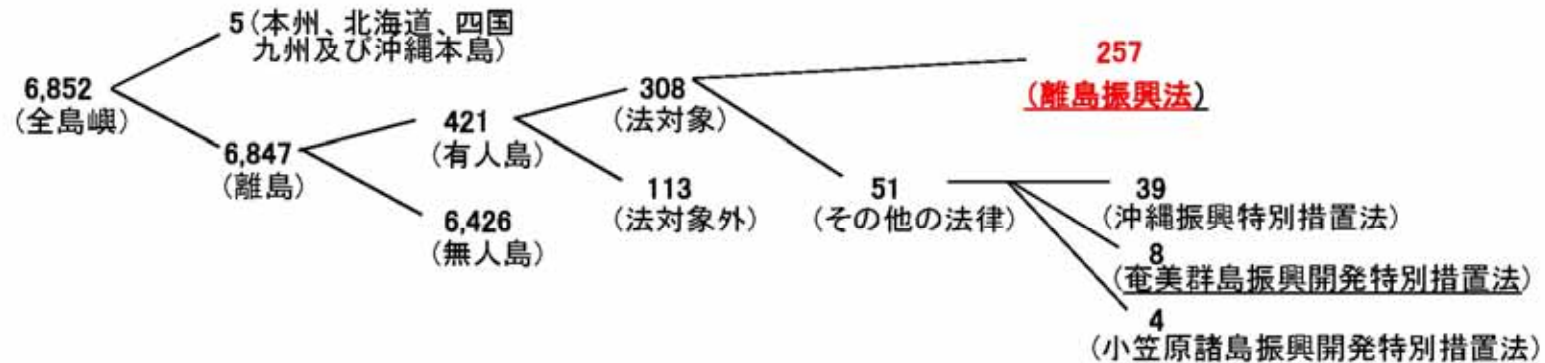 5(本州、北海道、四国
九州及び沖縄本島)
6,852
(全島嶼)
6,847
(離島)
421
(有人島)
6,426
(無人島)
308
(法対象)
113
(法対象外)
257
(離島振興法)
51
(その他の法律)
39
(沖縄振興特別措置法)
8
(奄美群島振興開発特別措置法)
4
(小笠原諸島振興開発特別措置法)